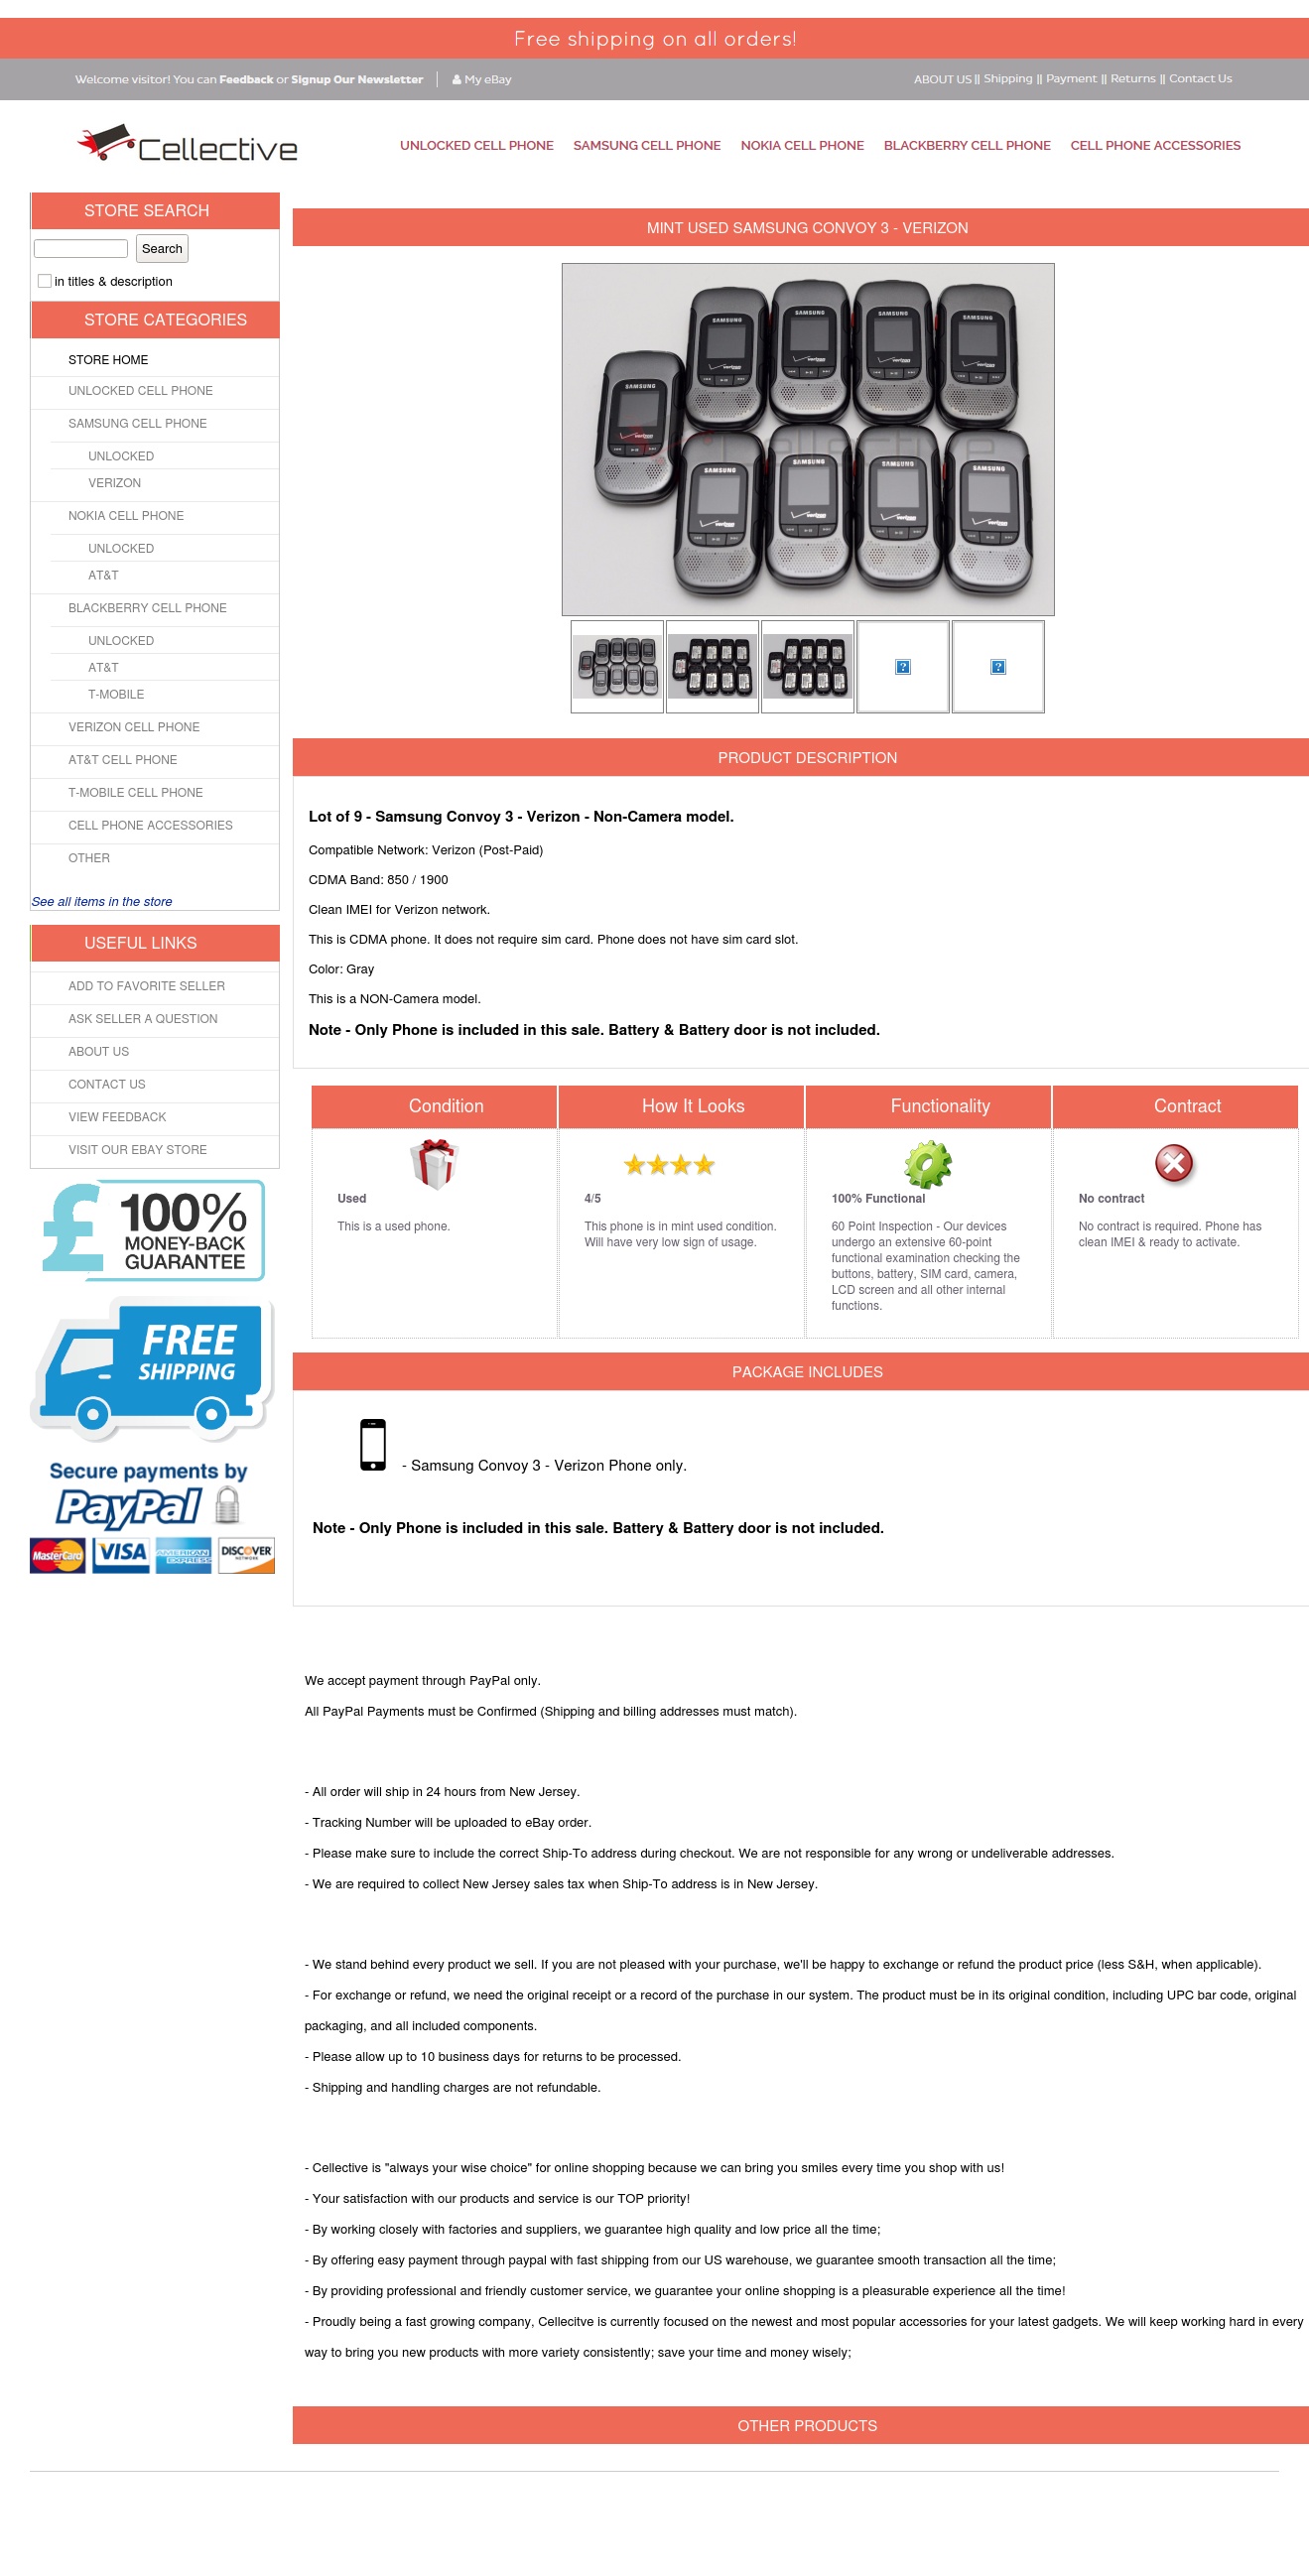 Free shipping on all orders!
Welcome visitor! You can Feedback or Signup Our Newsletter
My eBay
ABOUT US || Shipping || Payment || Returns || Contact Us
Cellective
UNLOCKED CELL PHONE
SAMSUNG CELL PHONE
NOKIA CELL PHONE
BLACKBERRY CELL PHONE
CELL PHONE ACCESSORIES
STORE SEARCH
Search
in titles & description
STORE CATEGORIES
STORE HOME
UNLOCKED CELL PHONE
SAMSUNG CELL PHONE
UNLOCKED
VERIZON
NOKIA CELL PHONE
UNLOCKED
AT&T
BLACKBERRY CELL PHONE
UNLOCKED
AT&T
T-MOBILE
VERIZON CELL PHONE
AT&T CELL PHONE
T-MOBILE CELL PHONE
CELL PHONE ACCESSORIES
OTHER
See all items in the store
USEFUL LINKS
ADD TO FAVORITE SELLER
ASK SELLER A QUESTION
ABOUT US
CONTACT US
VIEW FEEDBACK
VISIT OUR EBAY STORE
£ 100%
MONEY-BACK
GUARANTEE
FREE
SHIPPING
Secure payments by
PayPal
MasterCard
VISA
AMERICAN EXPRESS
DISCOVER
NETWORK
MINT USED SAMSUNG CONVOY 3 - VERIZON
SAMSUNG
SAMSUNG
SAMSUNG
SAMSUNG
SAMSUNG
verizon
verizon
verizon
verizon
verizon
Cellective
SAMSUNG
SAMSUNG
SAMSUNG
SAMSUNG
verizon
verizon
verizon
verizon
PRODUCT DESCRIPTION
Lot of 9 - Samsung Convoy 3 - Verizon - Non-Camera model.
Compatible Network: Verizon (Post-Paid)
CDMA Band: 850 / 1900
Clean IMEI for Verizon network.
This is CDMA phone. It does not require sim card. Phone does not have sim card slot.
Color: Gray
This is a NON-Camera model.
Note - Only Phone is included in this sale. Battery & Battery door is not included.
Condition
Used
This is a used phone.
How It Looks
4/5
This phone is in mint used condition.
Will have very low sign of usage.
Functionality
100% Functional
60 Point Inspection - Our devices
undergo an extensive 60-point
functional examination checking the
buttons, battery, SIM card, camera,
LCD screen and all other internal
functions.
Contract
No contract
No contract is required. Phone has
clean IMEI & ready to activate.
PACKAGE INCLUDES
- Samsung Convoy 3 - Verizon Phone only.
Note - Only Phone is included in this sale. Battery & Battery door is not included.
We accept payment through PayPal only.
All PayPal Payments must be Confirmed (Shipping and billing addresses must match).
- All order will ship in 24 hours from New Jersey.
- Tracking Number will be uploaded to eBay order.
- Please make sure to include the correct Ship-To address during checkout. We are not responsible for any wrong or undeliverable addresses.
- We are required to collect New Jersey sales tax when Ship-To address is in New Jersey.
- We stand behind every product we sell. If you are not pleased with your purchase, we'll be happy to exchange or refund the product price (less S&H, when applicable).
- For exchange or refund, we need the original receipt or a record of the purchase in our system. The product must be in its original condition, including UPC bar code, original
packaging, and all included components.
- Please allow up to 10 business days for returns to be processed.
- Shipping and handling charges are not refundable.
- Cellective is "always your wise choice" for online shopping because we can bring you smiles every time you shop with us!
- Your satisfaction with our products and service is our TOP priority!
- By working closely with factories and suppliers, we guarantee high quality and low price all the time;
- By offering easy payment through paypal with fast shipping from our US warehouse, we guarantee smooth transaction all the time;
- By providing professional and friendly customer service, we guarantee your online shopping is a pleasurable experience all the time!
- Proudly being a fast growing company, Cellecitve is currently focused on the newest and most popular accessories for your latest gadgets. We will keep working hard in every
way to bring you new products with more variety consistently; save your time and money wisely;
OTHER PRODUCTS